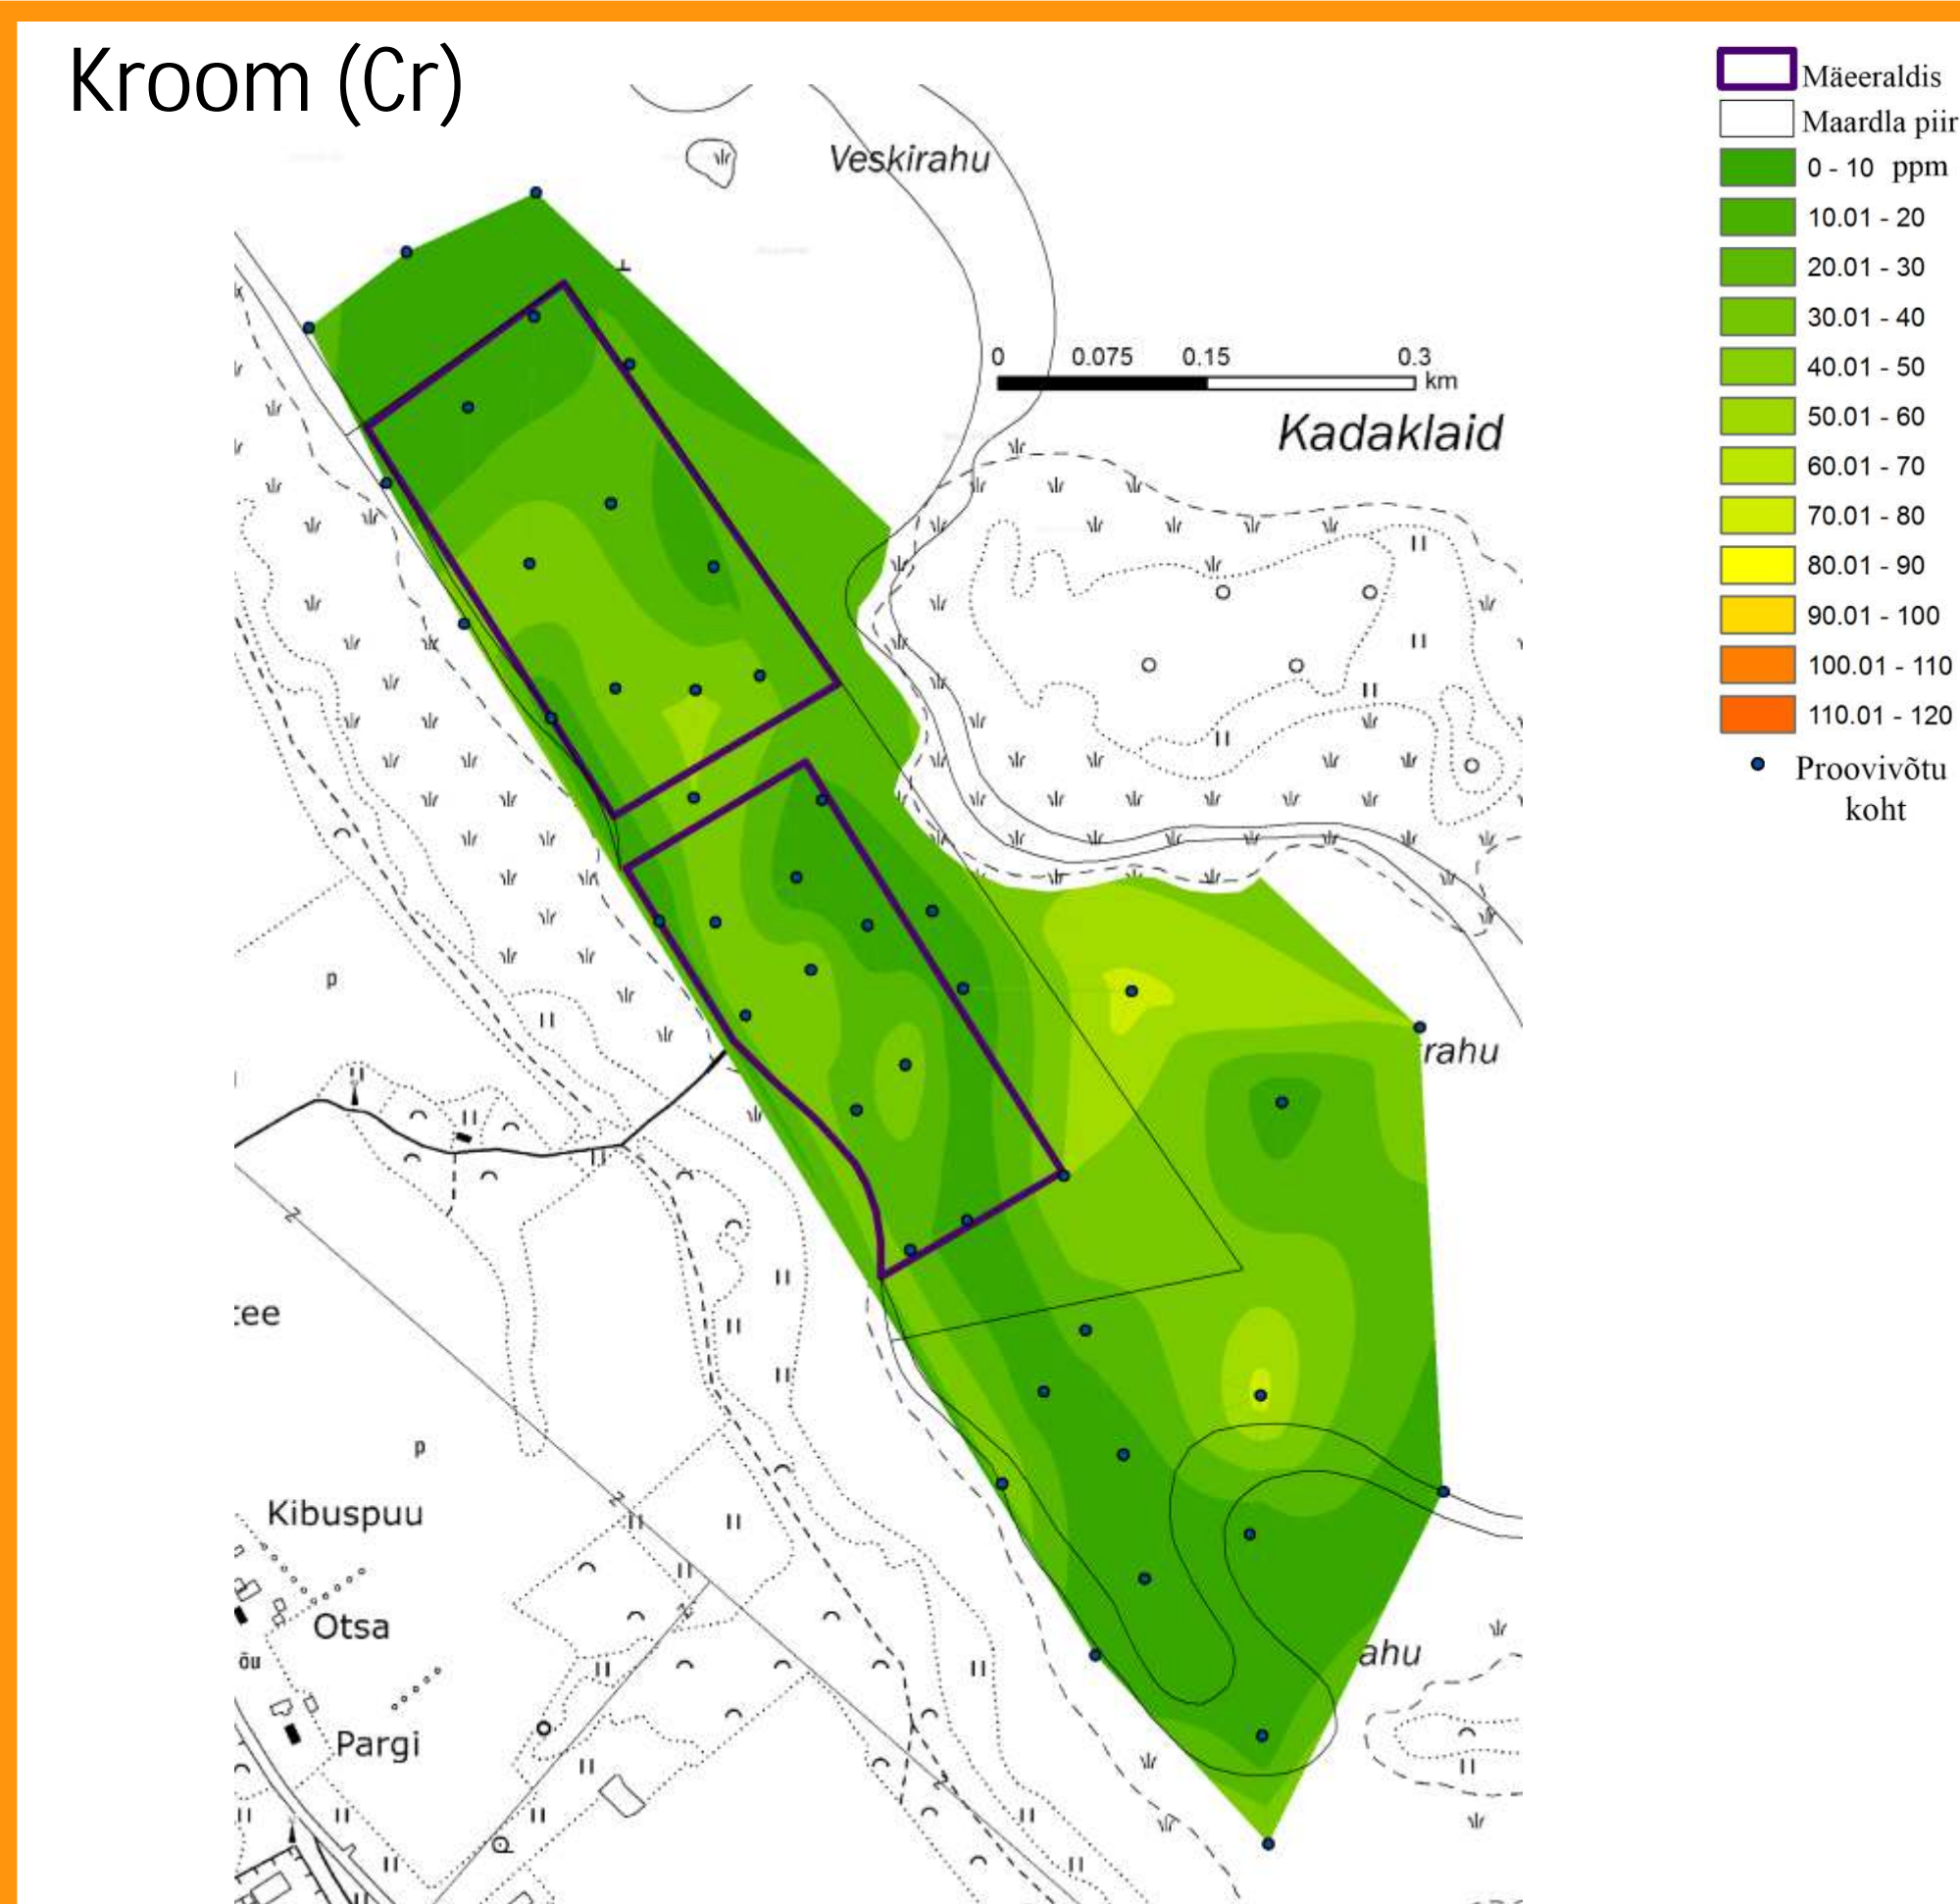 Kroom (Cr)
Mäeeraldis
Maardla piir
0 - 10 ppm
10.01 - 20
20.01 - 30
30.01 - 40
40.01 - 50
50.01 - 60
60.01 - 70
70.01 - 80
80.01 - 90
90.01 - 100
100.01 - 110
110.01 - 120
Proovivõtu
koht
Veskirahu
0 0.075 0.15 0.3
km
Kadaklaid
p
rahu
tee
p
Kibuspuu
Otsa
õu
ahu
Pargi